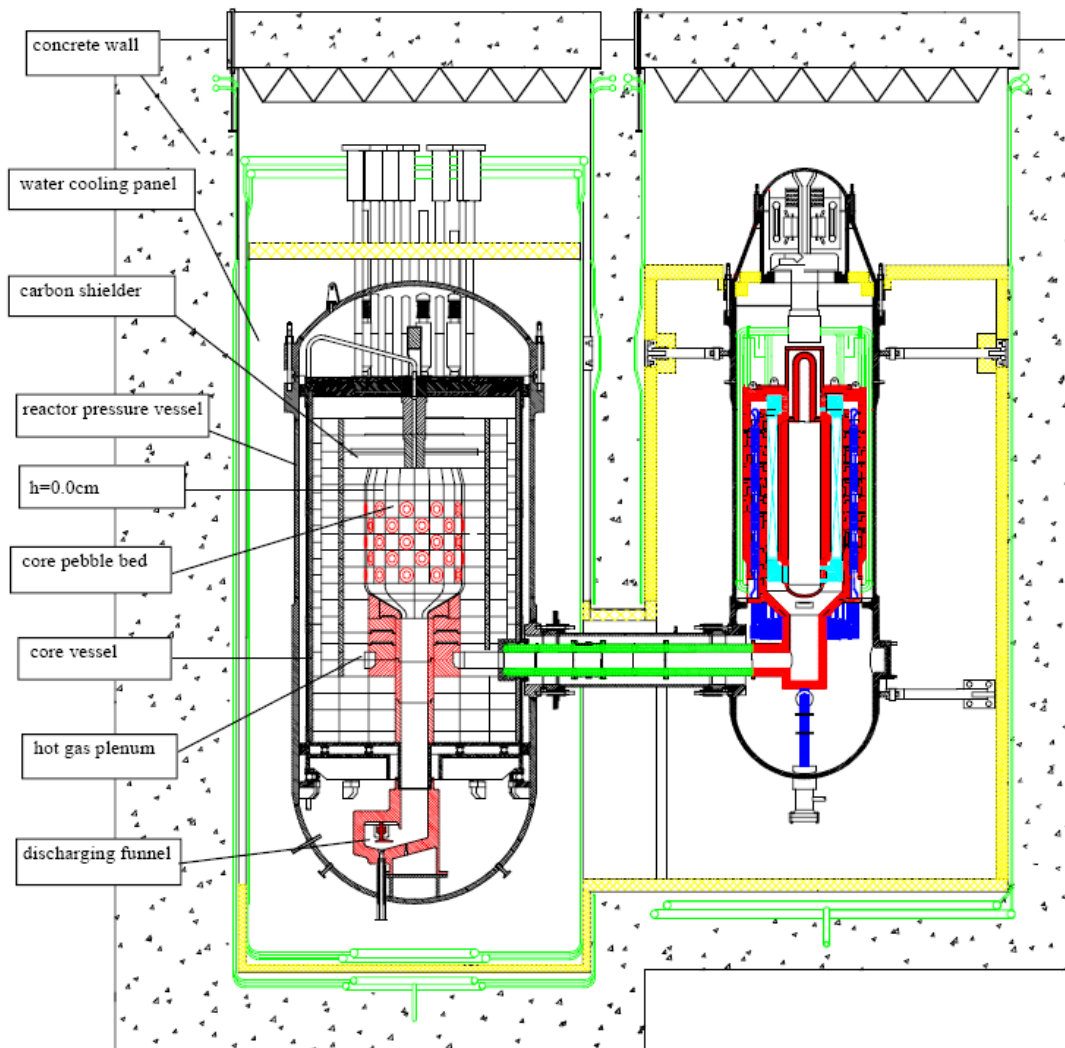 concrete wall
water cooling panel
carbon shielder
reactor pressure vessel
h=0.0cm
core pebble bed
core vessel
hot gas plenum
discharging funnel